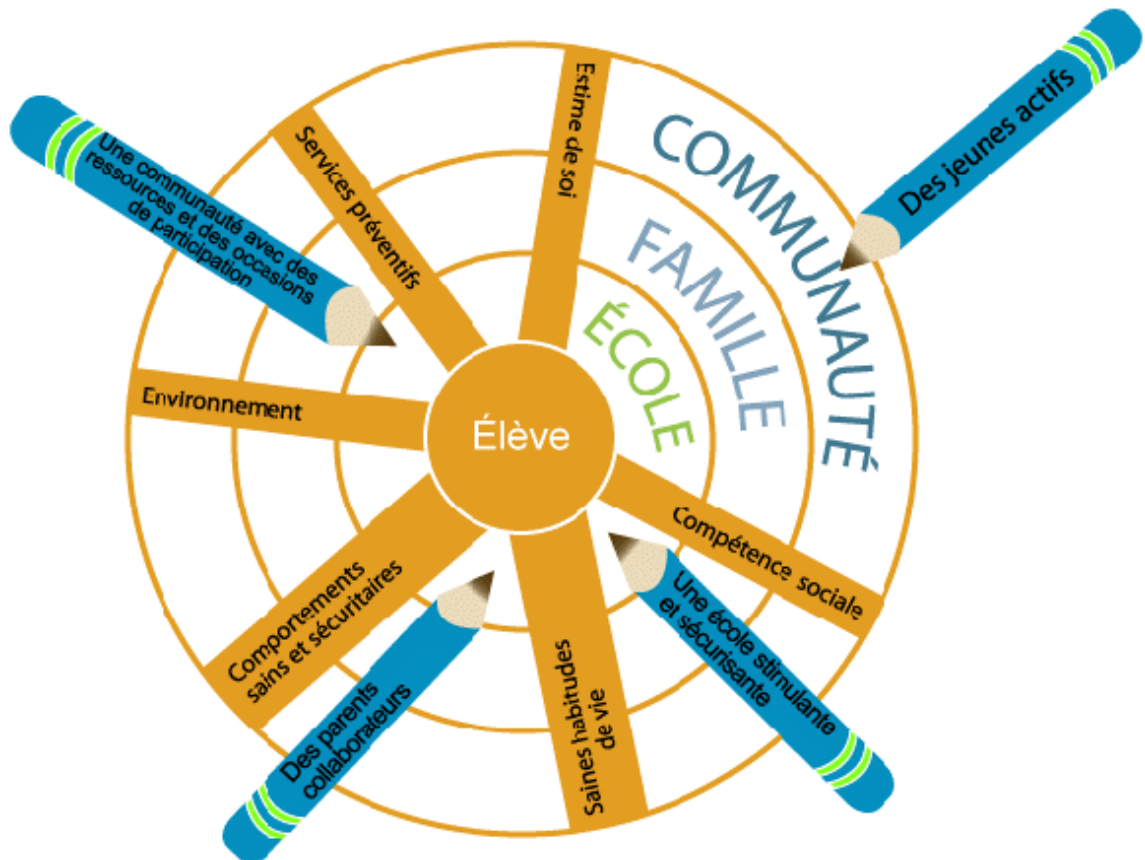 Estime de soi
Services préventifs
Une communauté avec des
ressources et des occasions
de participation
Environnement
COMMUNAUTÉ
FAMILLE
ÉCOLE
Des jeunes actifs
Élève
Compétence sociale
Une école stimulante
et sécurisante
Comportements
sains et sécuritaires
Des parents
collaborateurs
Saines habitudes
de vie